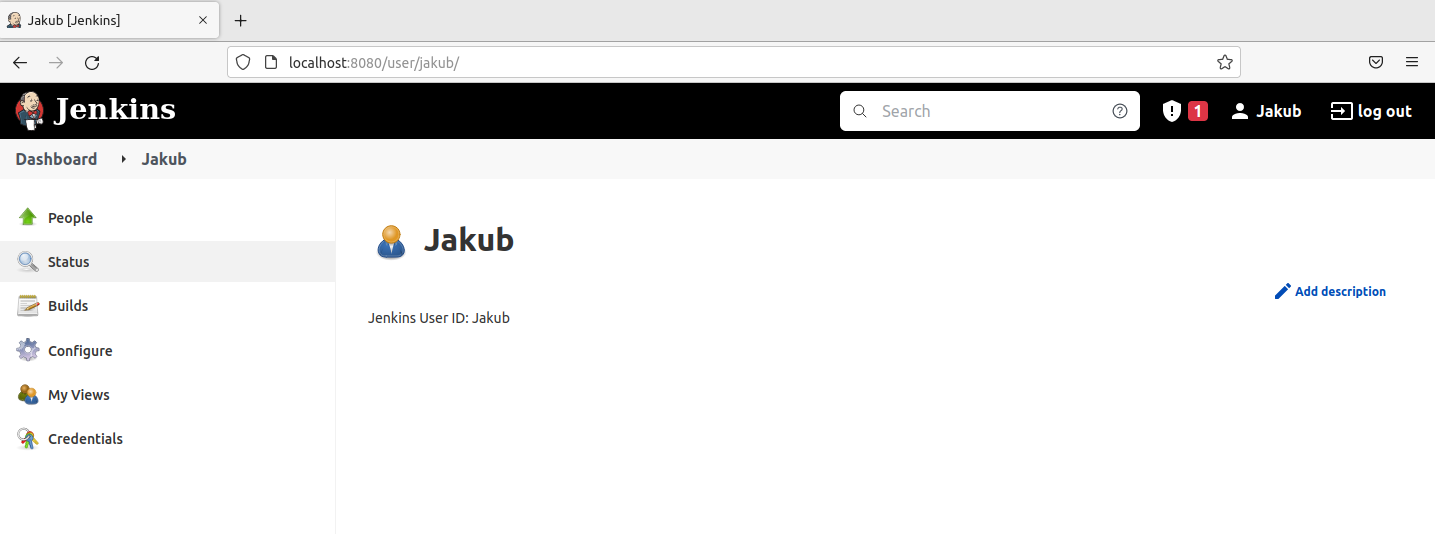 Jakub [Jenkins]
localhost:8080/user/jakub/
Jenkins
Search
1
Jakub
log out
Dashboard
Jakub
People
Status
Builds
Configure
My Views
Credentials
Jakub
Add description
Jenkins User ID: Jakub